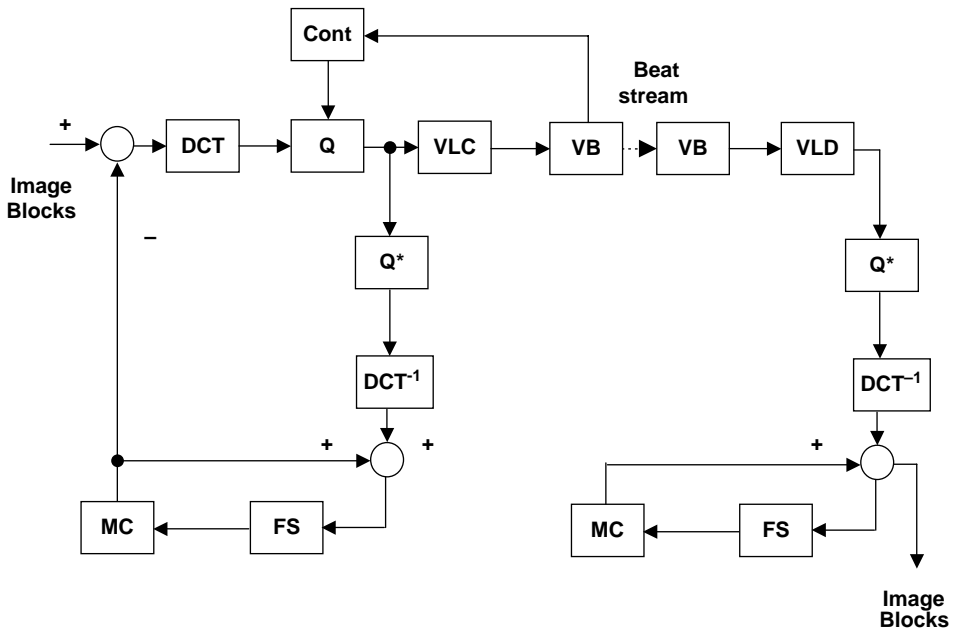 Cont
Beat
stream
+
DCT
Q
VLC
VB
VB
VLD
Image
Blocks
–
Q*
Q*
DCT-1
DCT–1
+
+
+
MC
FS
MC
FS
Image
Blocks